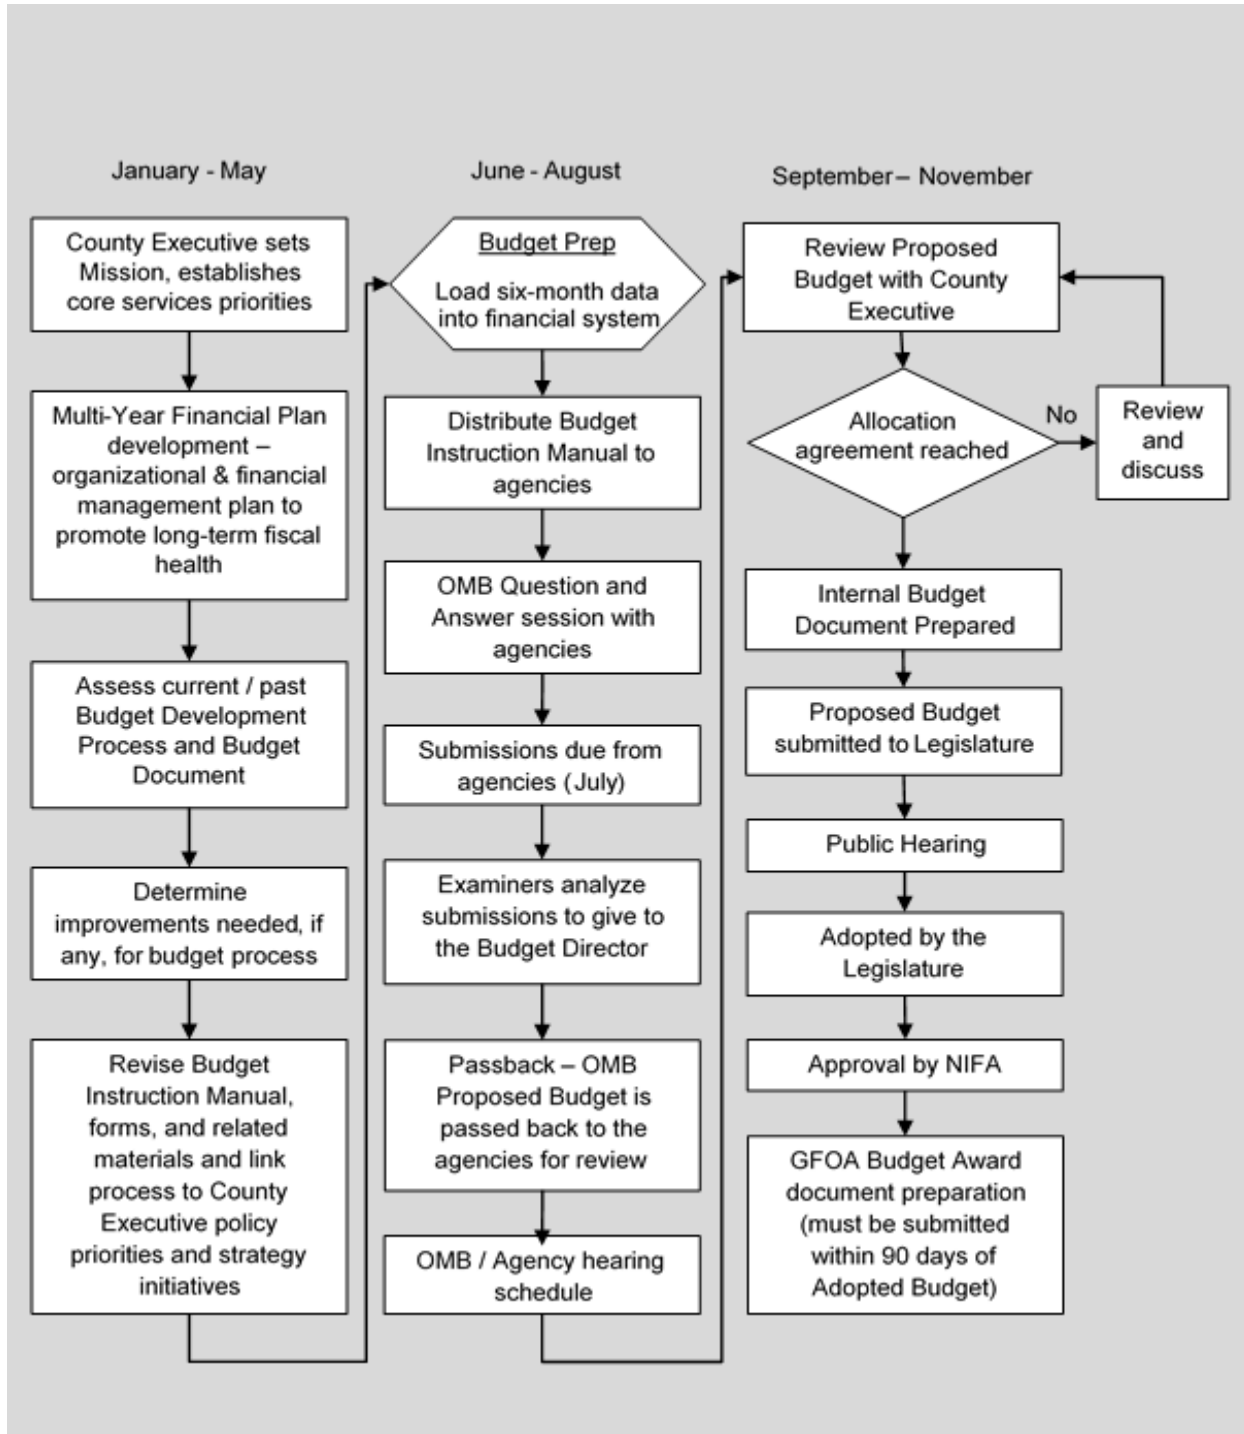 January - May
County Executive sets
Mission, establishes
core services priorities
Multi-Year Financial Plan
development –
organizational & financial
management plan to
promote long-term fiscal
health
Assess current / past
Budget Development
Process and Budget
Document
Determine
improvements needed, if
any, for budget process
Revise Budget
Instruction Manual,
forms, and related
materials and link
process to County
Executive policy
priorities and strategy
initiatives
June - August
Budget Prep
Load six-month data
into financial system
Distribute Budget
Instruction Manual to
agencies
OMB Question and
Answer session with
agencies
Submissions due from
agencies (July)
Examiners analyze
submissions to give to
the Budget Director
Passback – OMB
Proposed Budget is
passed back to the
agencies for review
OMB / Agency hearing
schedule
September – November
Review Proposed
Budget with County
Executive
Allocation
agreement reached
No
Review
and
discuss
Internal Budget
Document Prepared
Proposed Budget
submitted to Legislature
Public Hearing
Adopted by the
Legislature
Approval by NIFA
GFOA Budget Award
document preparation
(must be submitted
within 90 days of
Adopted Budget)